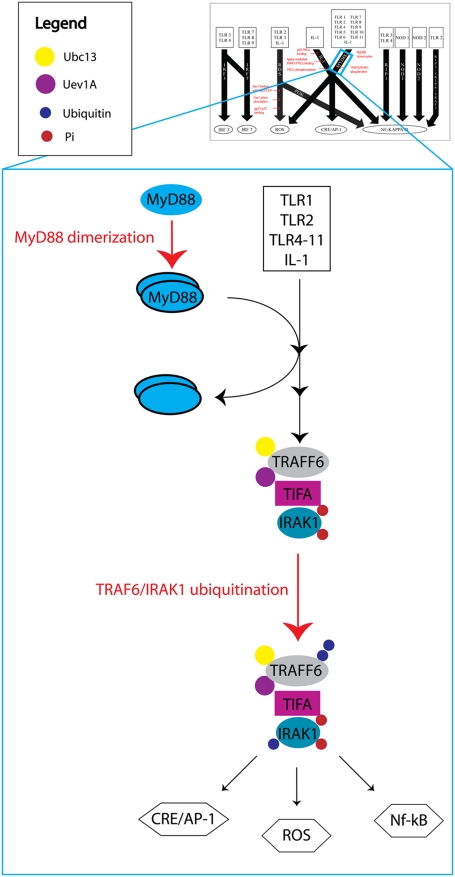 Legend
Ubc13
Uev1A
Ubiquitin
Pi
TLR 3
TLR 4
TLR 7
TLR 8
TLR 9
TLR 2
TLR 3
IL-1
IL-1
TLR 1
TLR 2
TLR 4
TLR 5
TLR 6
TLR 7
TLR 8
TLR 9
TLR 10
TLR 11
IL-1
TLR 3
TLR 4
NOD 1
NOD 2
TLR 2
MyD88
dimerization
IRF 3
IRF 7
ROS
CRE/AP-1
NF-KAPPA B
MyD88
MyD88 dimerization
MyD88
TLR1
TLR2
TLR4-11
IL-1
TRAFF6
TIFA
IRAK1
TRAF6/IRAK1 ubiquitination
TRAFF6
TIFA
IRAK1
CRE/AP-1
ROS
Nf-kB